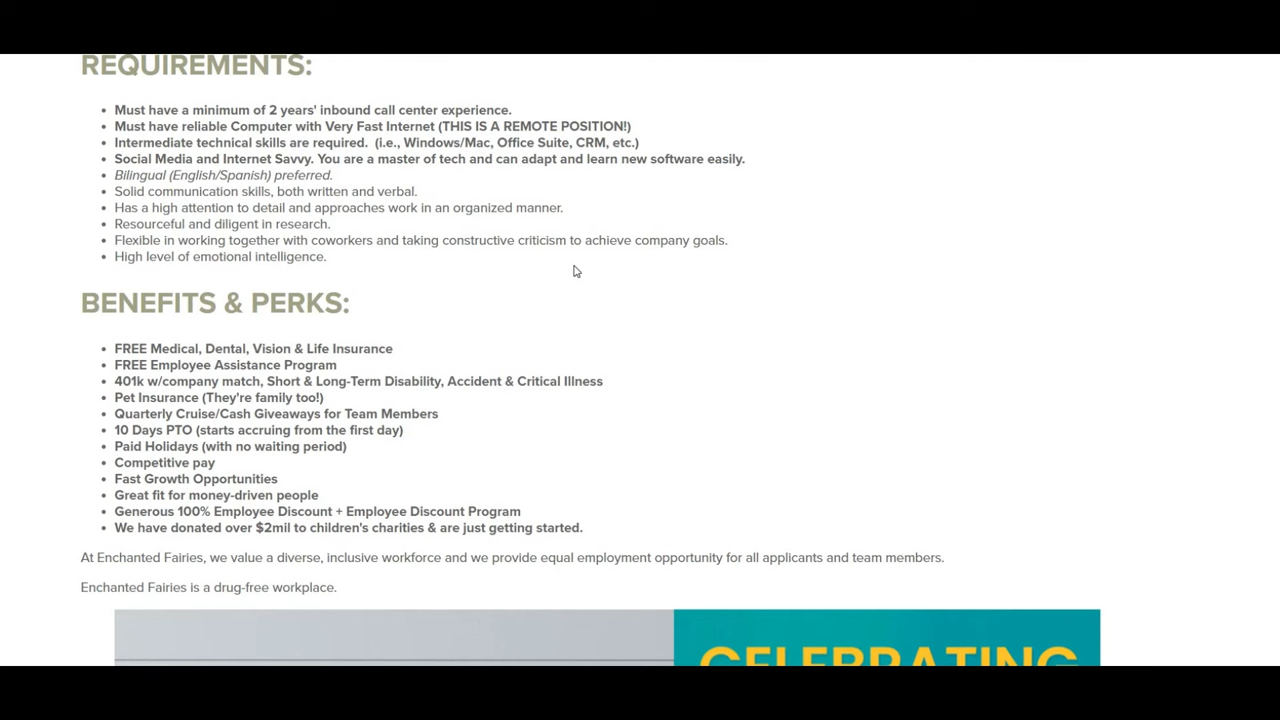 REQUIREMENTS:
• Must have a minimum of 2 years' inbound call center experience.
• Must have reliable Computer with Very Fast Internet (THIS IS A REMOTE POSITION!)
• Intermediate technical skills are required.  (i.e., Windows/Mac, Office Suite, CRM, etc.)
• Social Media and Internet Savvy. You are a master of tech and can adapt and learn new software easily.
• Bilingual (English/Spanish) preferred.
• Solid communication skills, both written and verbal.
• Has a high attention to detail and approaches work in an organized manner.
• Resourceful and diligent in research.
• Flexible in working together with coworkers and taking constructive criticism to achieve company goals.
• High level of emotional intelligence.
BENEFITS & PERKS:
• FREE Medical, Dental, Vision & Life Insurance
• FREE Employee Assistance Program
• 401k w/company match, Short & Long-Term Disability, Accident & Critical Illness
• Pet Insurance (They're family too!)
• Quarterly Cruise/Cash Giveaways for Team Members
• 10 Days PTO (starts accruing from the first day)
• Paid Holidays (with no waiting period)
• Competitive pay
• Fast Growth Opportunities
• Great fit for money-driven people
• Generous 100% Employee Discount + Employee Discount Program
• We have donated over $2mil to children's charities & are just getting started.
At Enchanted Fairies, we value a diverse, inclusive workforce and we provide equal employment opportunity for all applicants and team members.
Enchanted Fairies is a drug-free workplace.
CELEBRATING